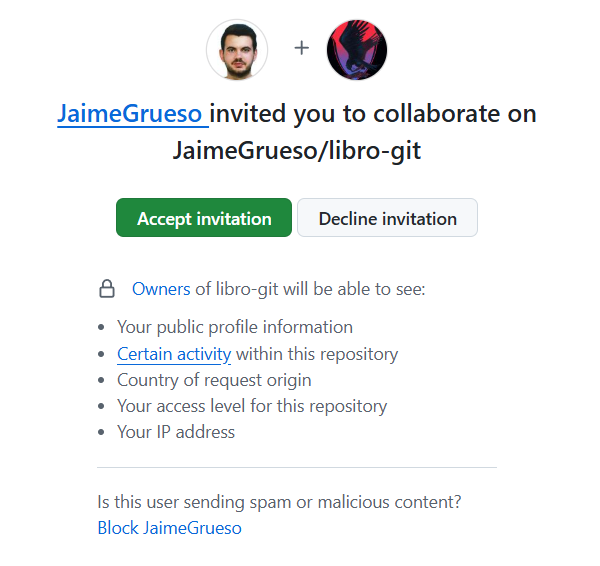 JaimeGrueso invited you to collaborate on
JaimeGrueso/libro-git
Accept invitation
Decline invitation
Owners of libro-git will be able to see:
• Your public profile information
• Certain activity within this repository
• Country of request origin
• Your access level for this repository
• Your IP address
Is this user sending spam or malicious content?
Block JaimeGrueso